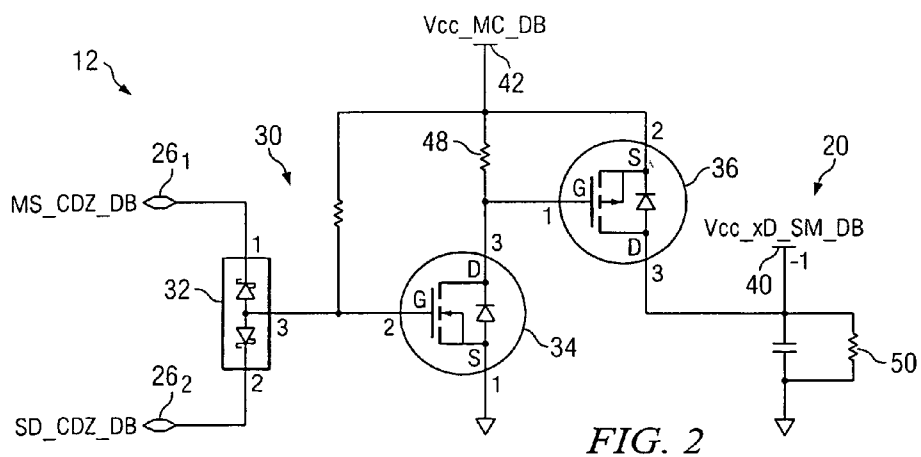 Vcc_MC_DB
12
42
30
48
2
S
36
20
26₁
MS_CDZ_DB
G
1
1
3
D
Vcc_xD_SM_DB
D
3
40
-1
32
G
3
2
S
34
50
2
1
26₂
SD_CDZ_DB
FIG. 2